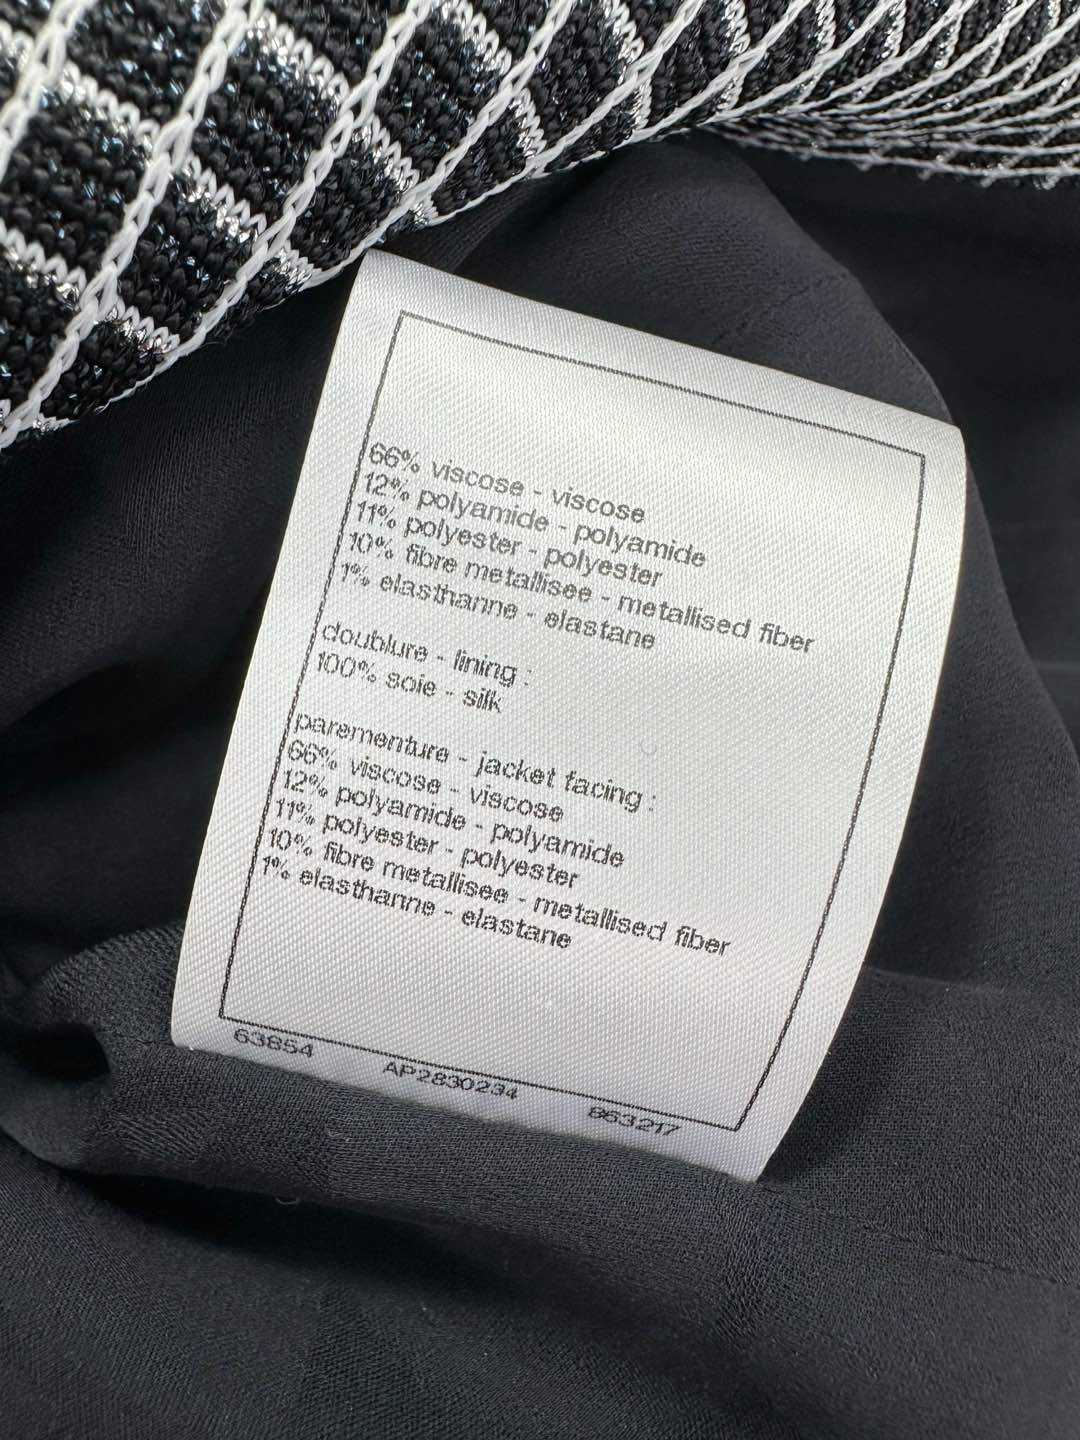 66% viscose - viscose
12% polyamide - polyamide
11% polyester - polyester
10% fibre metallisee - metallised fiber
1% elasthanne - elastane
doublure - lining :
100% soie - silk
parementure - jacket facing :
66% viscose - viscose
12% polyamide - polyamide
11% polyester - polyester
10% fibre metallisee - metallised fiber
1% elasthanne - elastane
63854 AP2830234 863217